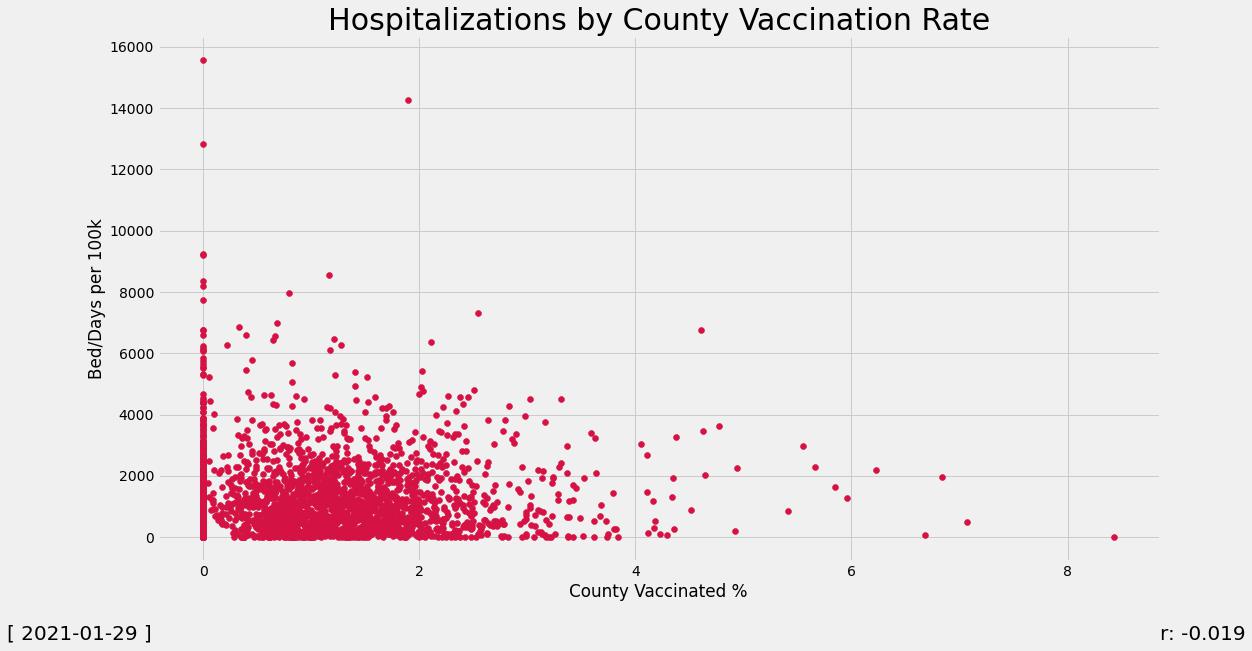 Hospitalizations by County Vaccination Rate
16000
14000
12000
10000
8000
6000
4000
2000
0
Bed/Days per 100k
0 2 4 6 8
County Vaccinated %
[ 2021-01-29 ]
r: -0.019